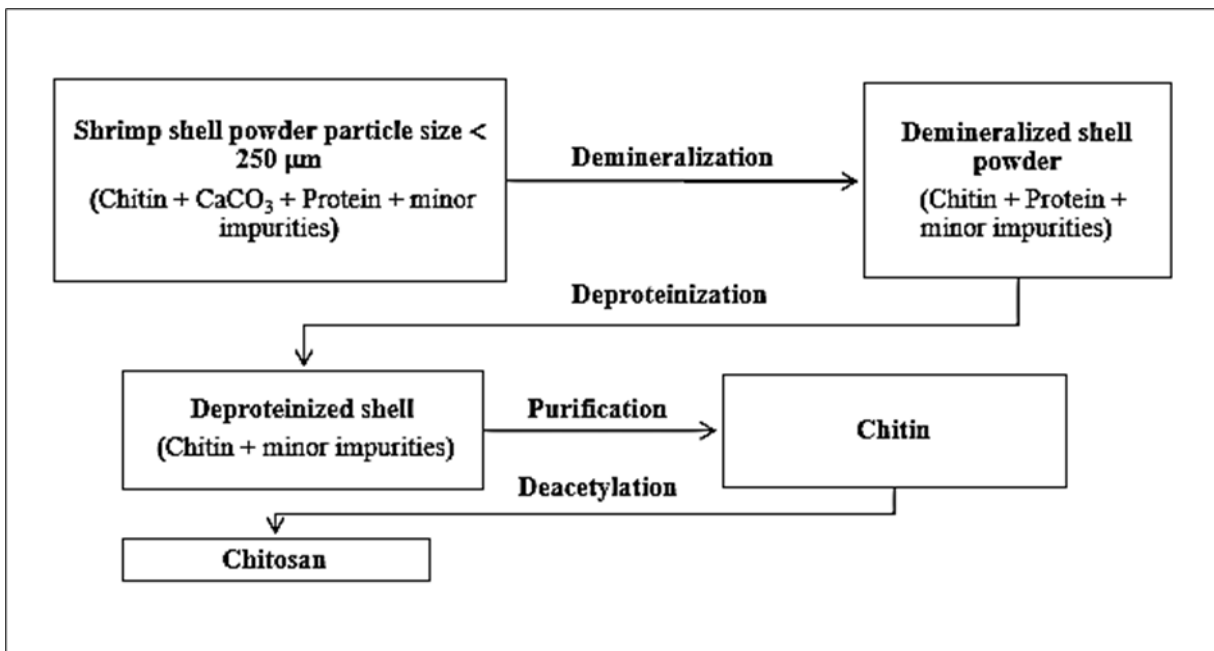 Shrimp shell powder particle size <
250 μm
(Chitin + CaCO₃ + Protein + minor
impurities)
Demineralization
Demineralized shell
powder
(Chitin + Protein +
minor impurities)
Deproteinization
Deproteinized shell
(Chitin + minor impurities)
Purification
Chitin
Deacetylation
Chitosan